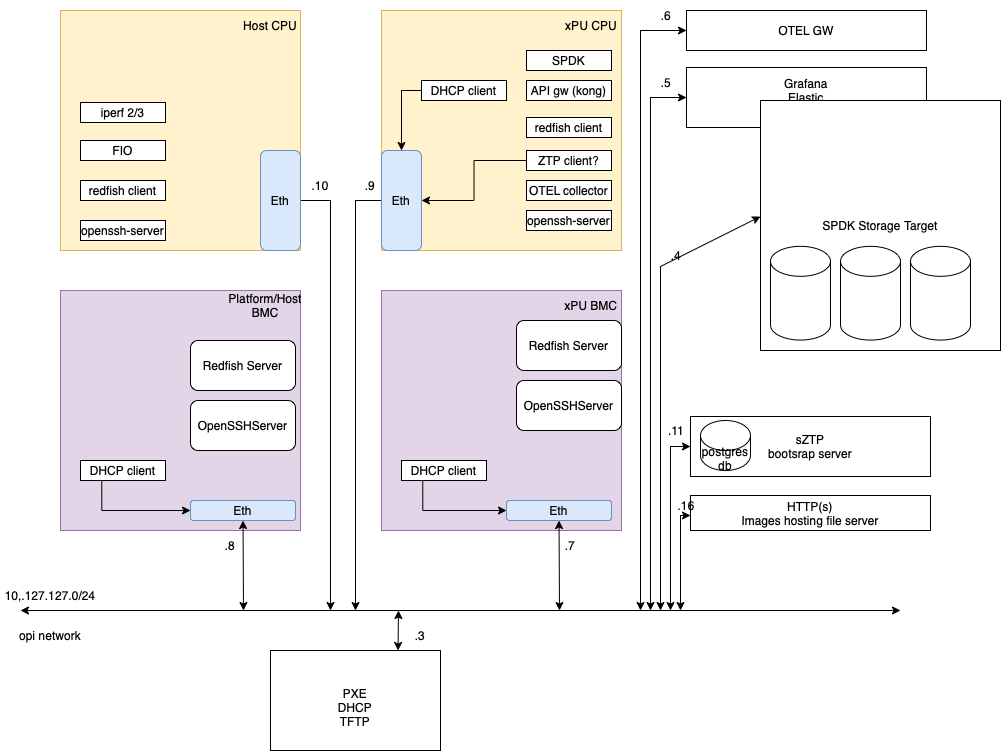 Host CPU
iperf 2/3
FIO
redfish client
openssh-server
Eth
.10
xPU CPU
SPDK
DHCP client
API gw (kong)
redfish client
ZTP client?
OTEL collector
openssh-server
Eth
.9
.6
OTEL GW
.5
Grafana
Elastic
.4
SPDK Storage Target
Platform/Host
BMC
Redfish Server
OpenSSHServer
DHCP client
Eth
.8
xPU BMC
Redfish Server
OpenSSHServer
DHCP client
Eth
.7
.11
postgres
db
sZTP
bootsrap server
.16
HTTP(s)
Images hosting file server
10,.127.127.0/24
opi network
.3
PXE
DHCP
TFTP